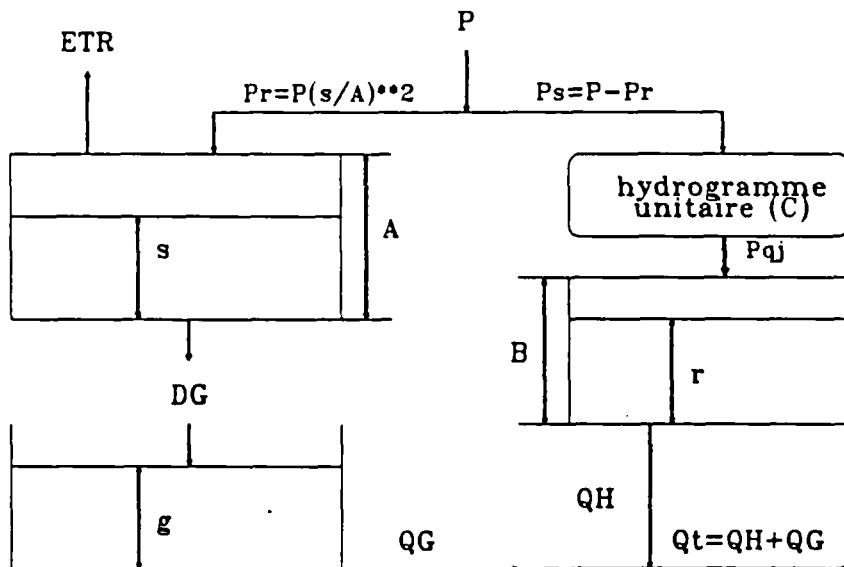 P
ETR
Pr=P(s/A)**2
Ps=P-Pr
hydrogramme
unitaire (C)
A
s
Pqj
B
r
DG
g
QG
QH
Qt=QH+QG